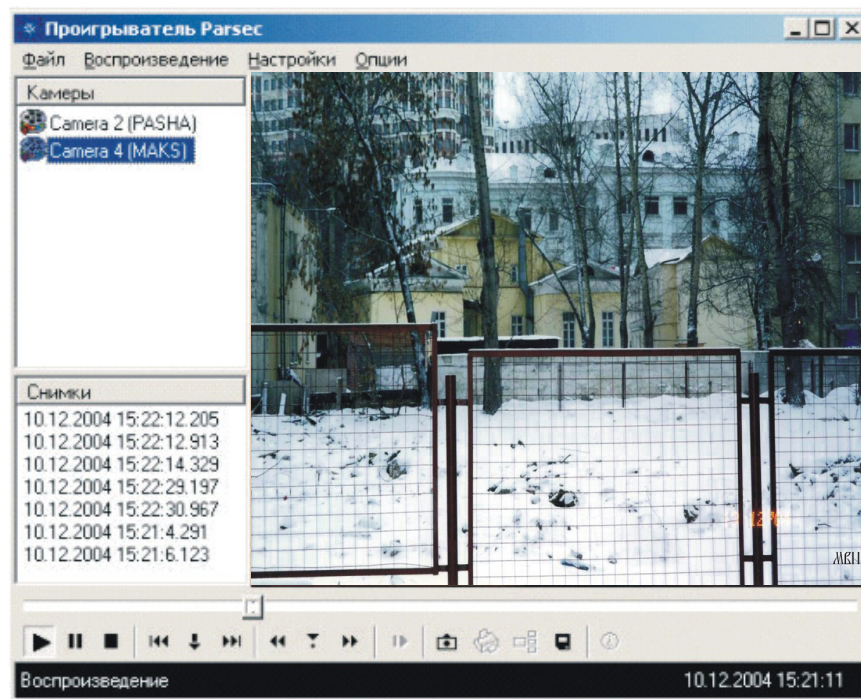 Проигрыватель Parsec
Файл Воспроизведение Настройки Опции
Камеры
Camera 2 (PASHA)
Camera 4 (MAKS)
Снимки
10.12.2004 15:22:12.205
10.12.2004 15:22:12.913
10.12.2004 15:22:14.329
10.12.2004 15:22:29.197
10.12.2004 15:22:30.967
10.12.2004 15:21:4.291
10.12.2004 15:21:6.123
Воспроизведение 10.12.2004 15:21:11